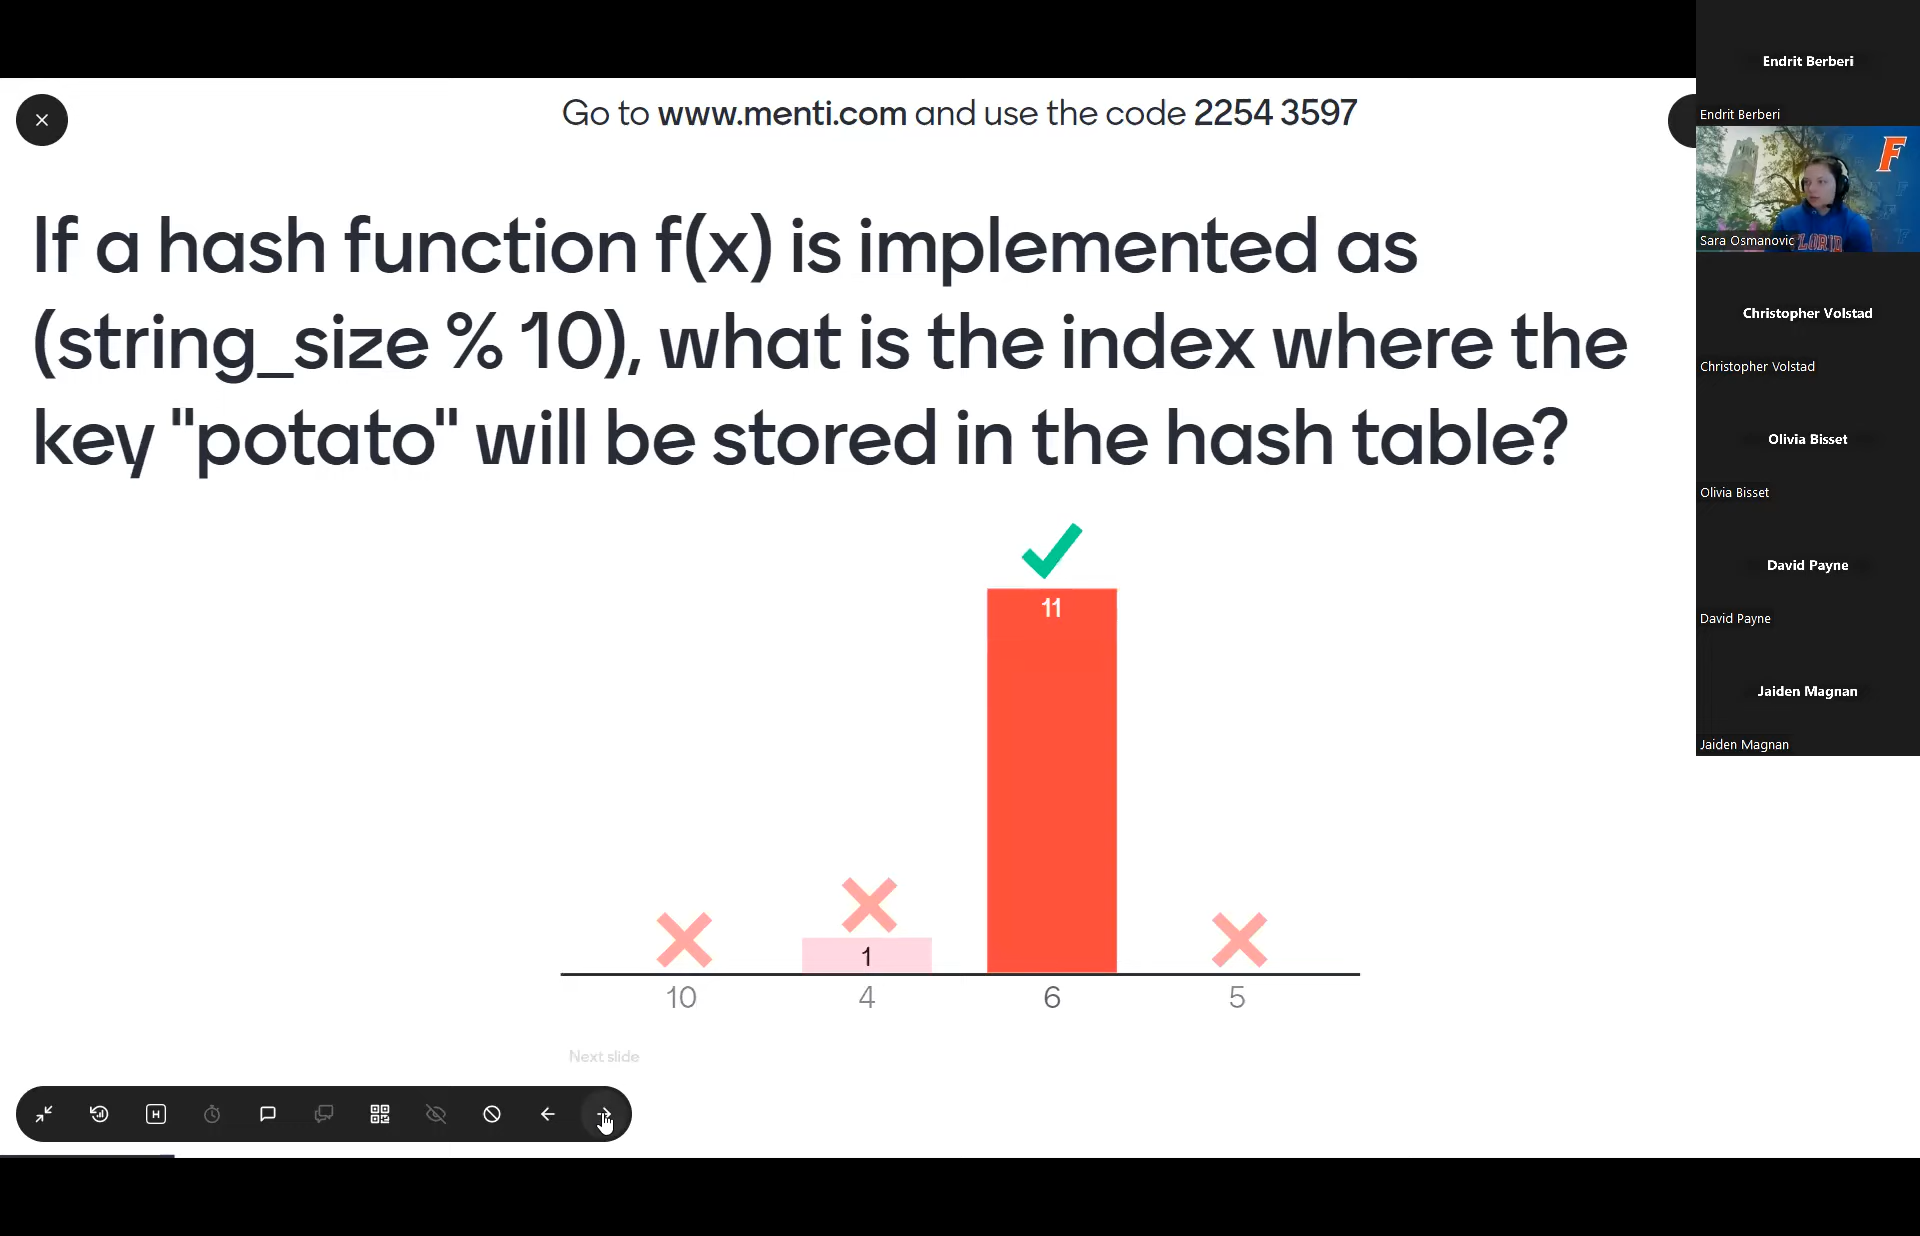 Go to www.menti.com and use the code 2254 3597
If a hash function f(x) is implemented as
(string_size % 10), what is the index where the
key "potato" will be stored in the hash table?
11
1
10
4
6
5
Next slide
H
Endrit Berberi
Endrit Berberi
F
FLORIDA
Sara Osmanovic
Christopher Volstad
Christopher Volstad
Olivia Bisset
Olivia Bisset
David Payne
David Payne
Jaiden Magnan
Jaiden Magnan